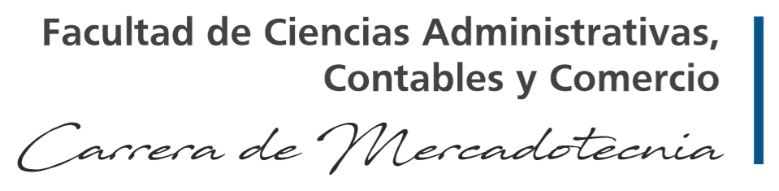 Facultad de Ciencias Administrativas,
Contables y Comercio
Carrera de Mercadotecnia